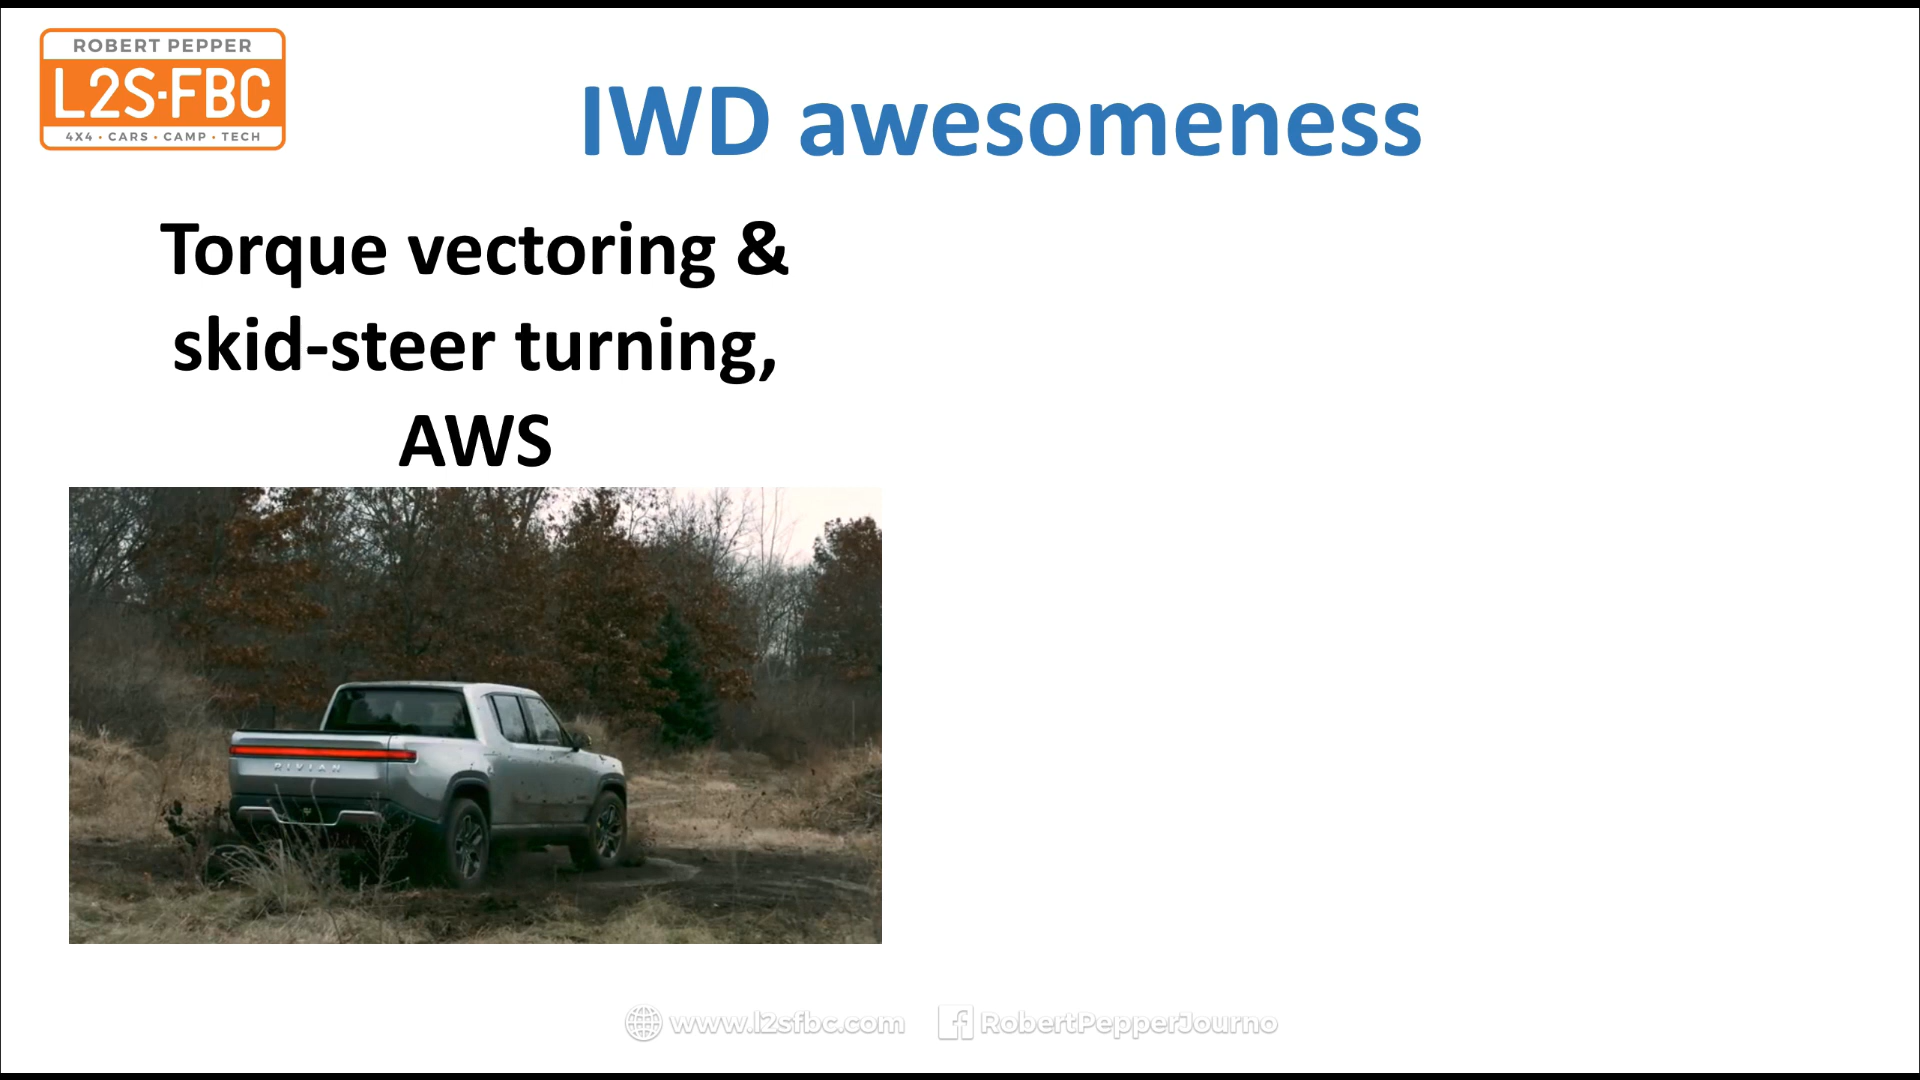 ROBERT PEPPER
L2S·FBC
4X4 · CARS · CAMP · TECH
IWD awesomeness
Torque vectoring &
skid-steer turning,
AWS
RIVIAN
www.l2sfbc.com
RobertPepperJourno